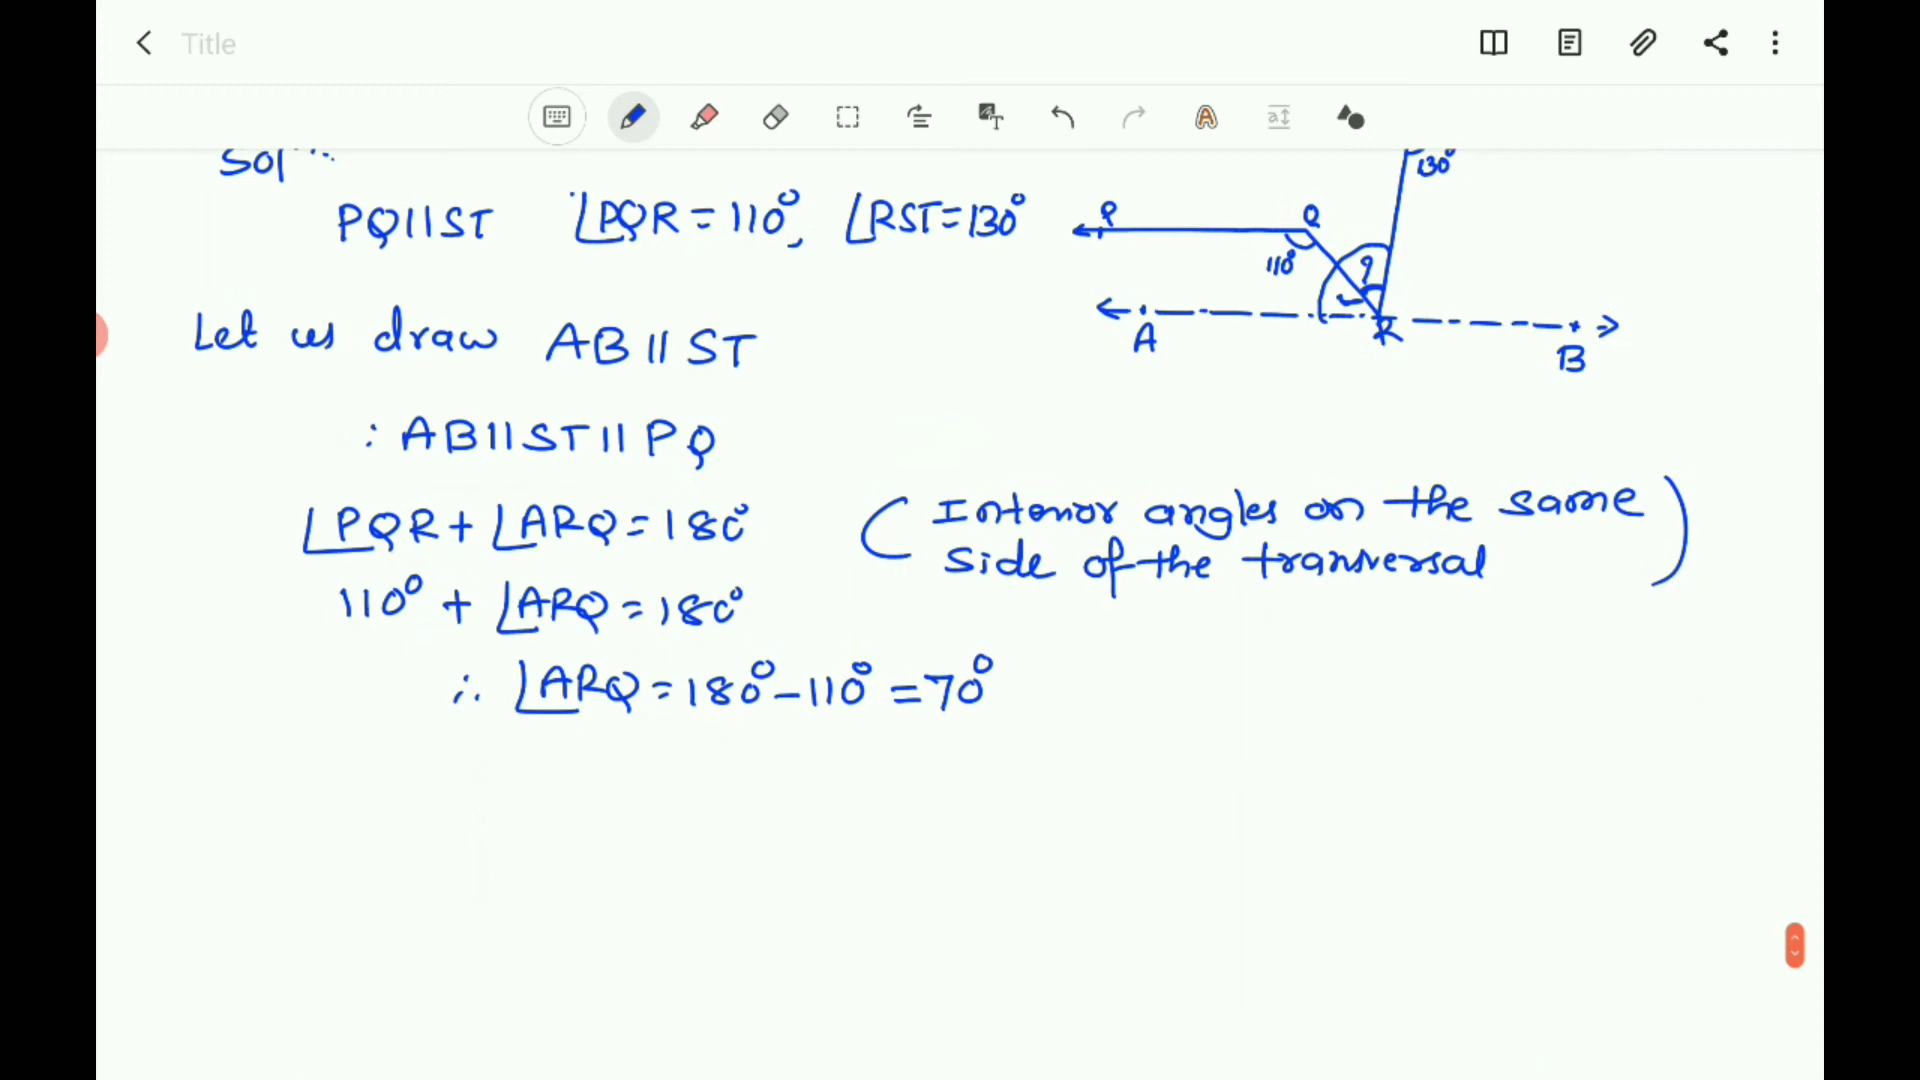 Title
Sol
PQ||ST ∠PQR = 110°, ∠RST = 130°
130°
P Q
110° ?
A R B
Let us draw AB || ST
∴ AB || ST || PQ
∠PQR + ∠ARQ = 180° (Interior angles on the same
side of the transversal)
110° + ∠ARQ = 180°
∴ ∠ARQ = 180° - 110° = 70°